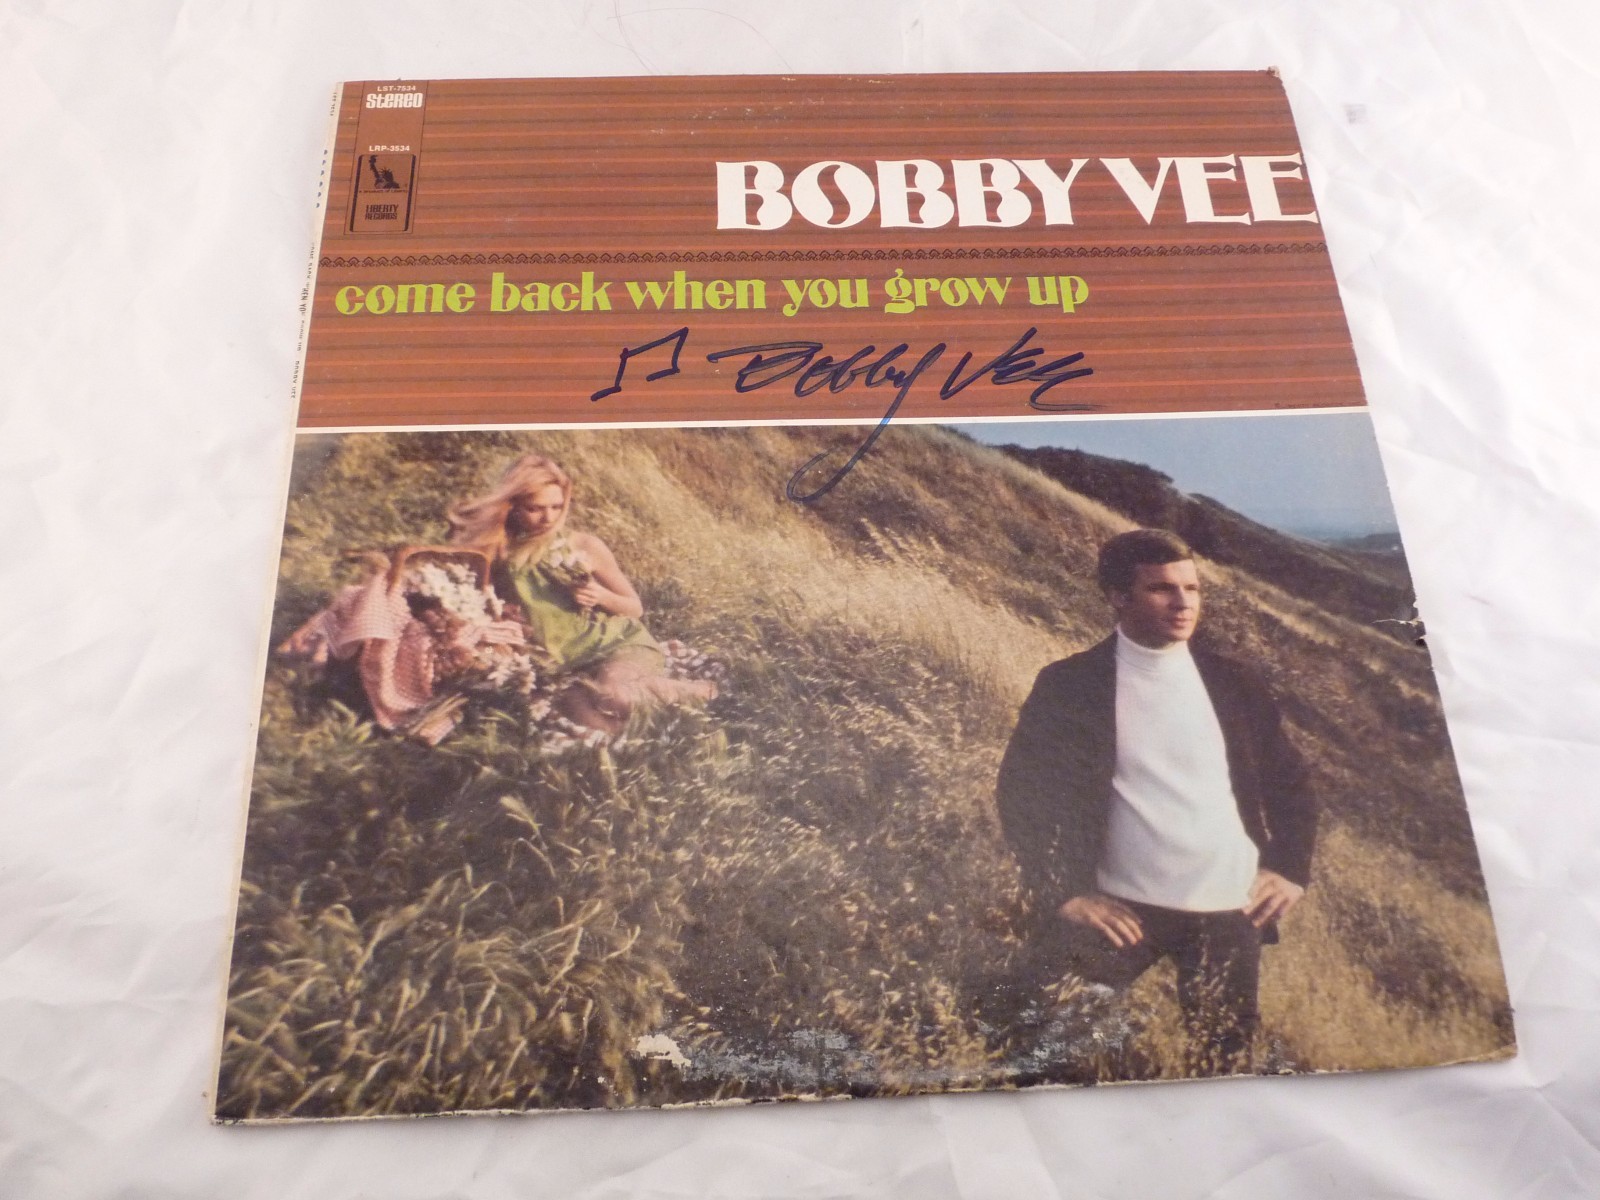 LST-7534
STEREO
LRP-3534
LIBERTY
RECORDS
BOBBY VEE
come back when you grow up
Bobby Vee